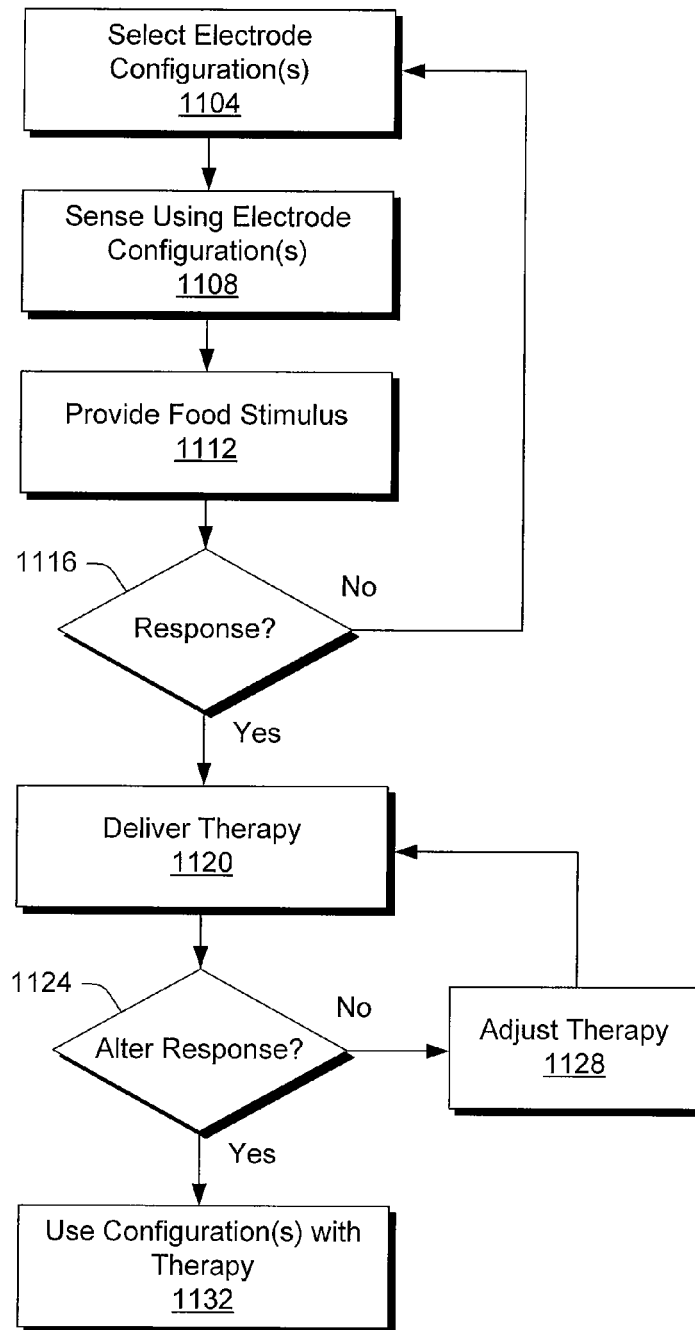 Select Electrode
Configuration(s)
1104
Sense Using Electrode
Configuration(s)
1108
Provide Food Stimulus
1112
1116
No
Response?
Yes
Deliver Therapy
1120
1124
No
Alter Response?
Adjust Therapy
1128
Yes
Use Configuration(s) with
Therapy
1132